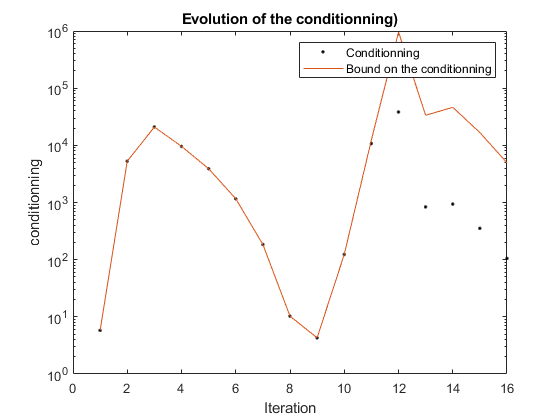 Evolution of the conditionning)
10^6
10^5
10^4
10^3
10^2
10^1
10^0
conditionning
Conditionning
Bound on the conditionning
0 2 4 6 8 10 12 14 16
Iteration